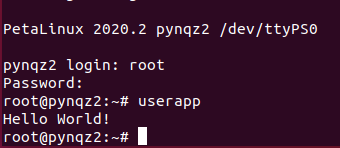 PetaLinux 2020.2 pynqz2 /dev/ttyPS0
pynqz2 login: root
Password:
root@pynqz2:~# userapp
Hello World!
root@pynqz2:~#